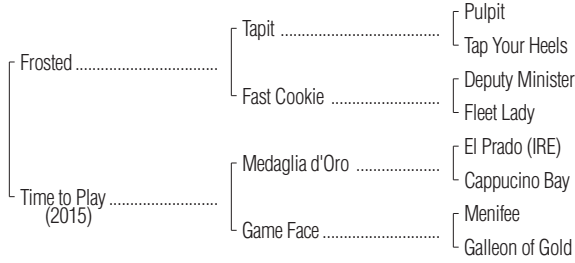 Pulpit
Tapit
Tap Your Heels
Frosted
Deputy Minister
Fast Cookie
Fleet Lady
El Prado (IRE)
Medaglia d'Oro
Cappucino Bay
Time to Play
(2015)
Menifee
Game Face
Galleon of Gold